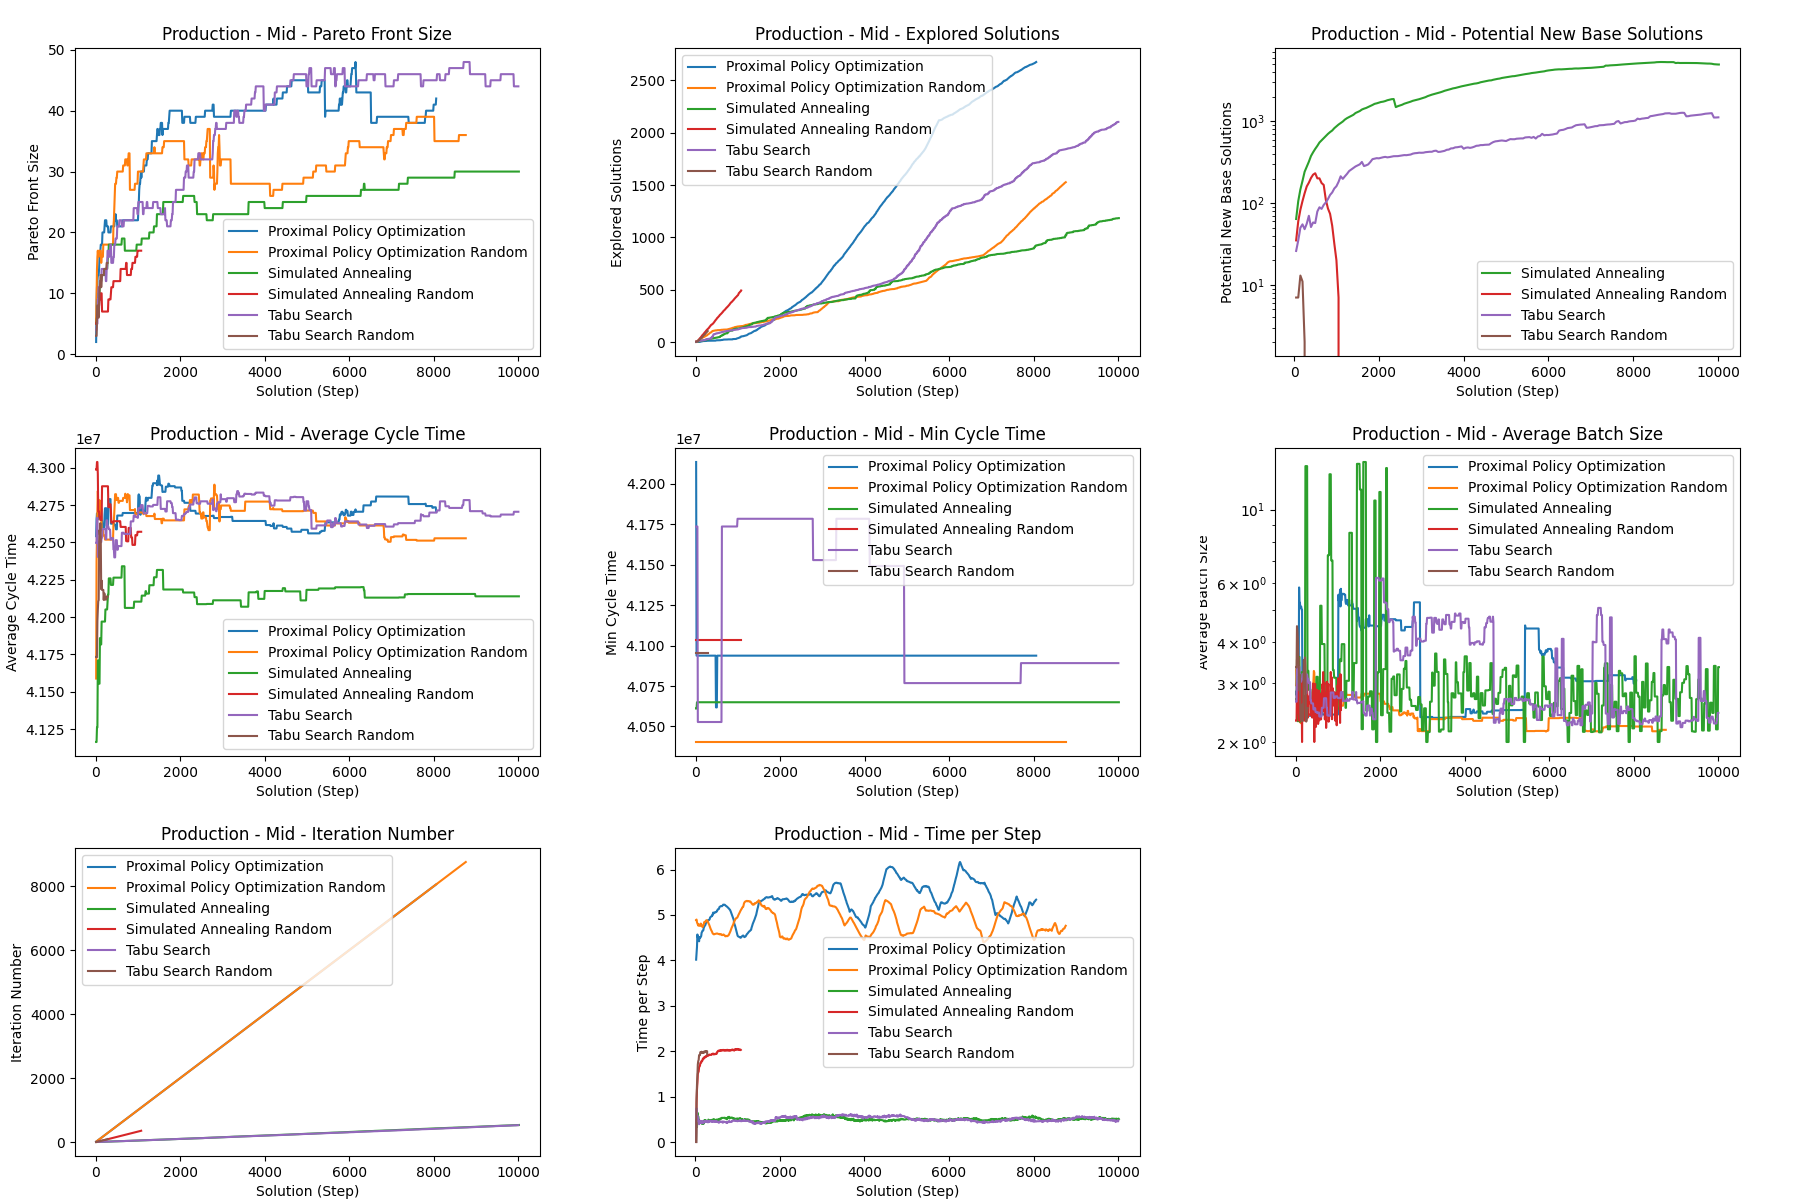 Production - Mid - Pareto Front Size
50
40
30
20
10
0
Pareto Front Size
Proximal Policy Optimization
Proximal Policy Optimization Random
Simulated Annealing
Simulated Annealing Random
Tabu Search
Tabu Search Random
0 2000 4000 6000 8000 10000
Solution (Step)
Production - Mid - Explored Solutions
2500
2000
1500
1000
500
0
Explored Solutions
Proximal Policy Optimization
Proximal Policy Optimization Random
Simulated Annealing
Simulated Annealing Random
Tabu Search
Tabu Search Random
0 2000 4000 6000 8000 10000
Solution (Step)
Production - Mid - Potential New Base Solutions
10³
10²
10¹
Potential New Base Solutions
Simulated Annealing
Simulated Annealing Random
Tabu Search
Tabu Search Random
0 2000 4000 6000 8000 10000
Solution (Step)
Production - Mid - Average Cycle Time
1e7
4.300
4.275
4.250
4.225
4.200
4.175
4.150
4.125
Average Cycle Time
Proximal Policy Optimization
Proximal Policy Optimization Random
Simulated Annealing
Simulated Annealing Random
Tabu Search
Tabu Search Random
0 2000 4000 6000 8000 10000
Solution (Step)
Production - Mid - Min Cycle Time
1e7
4.200
4.175
4.150
4.125
4.100
4.075
4.050
Min Cycle Time
Proximal Policy Optimization
Proximal Policy Optimization Random
Simulated Annealing
Simulated Annealing Random
Tabu Search
Tabu Search Random
0 2000 4000 6000 8000 10000
Solution (Step)
Production - Mid - Average Batch Size
10¹
6 × 10⁰
4 × 10⁰
3 × 10⁰
2 × 10⁰
Average Batch Size
Proximal Policy Optimization
Proximal Policy Optimization Random
Simulated Annealing
Simulated Annealing Random
Tabu Search
Tabu Search Random
0 2000 4000 6000 8000 10000
Solution (Step)
Production - Mid - Iteration Number
8000
6000
4000
2000
0
Iteration Number
Proximal Policy Optimization
Proximal Policy Optimization Random
Simulated Annealing
Simulated Annealing Random
Tabu Search
Tabu Search Random
0 2000 4000 6000 8000 10000
Solution (Step)
Production - Mid - Time per Step
6
5
4
3
2
1
0
Time per Step
Proximal Policy Optimization
Proximal Policy Optimization Random
Simulated Annealing
Simulated Annealing Random
Tabu Search
Tabu Search Random
0 2000 4000 6000 8000 10000
Solution (Step)